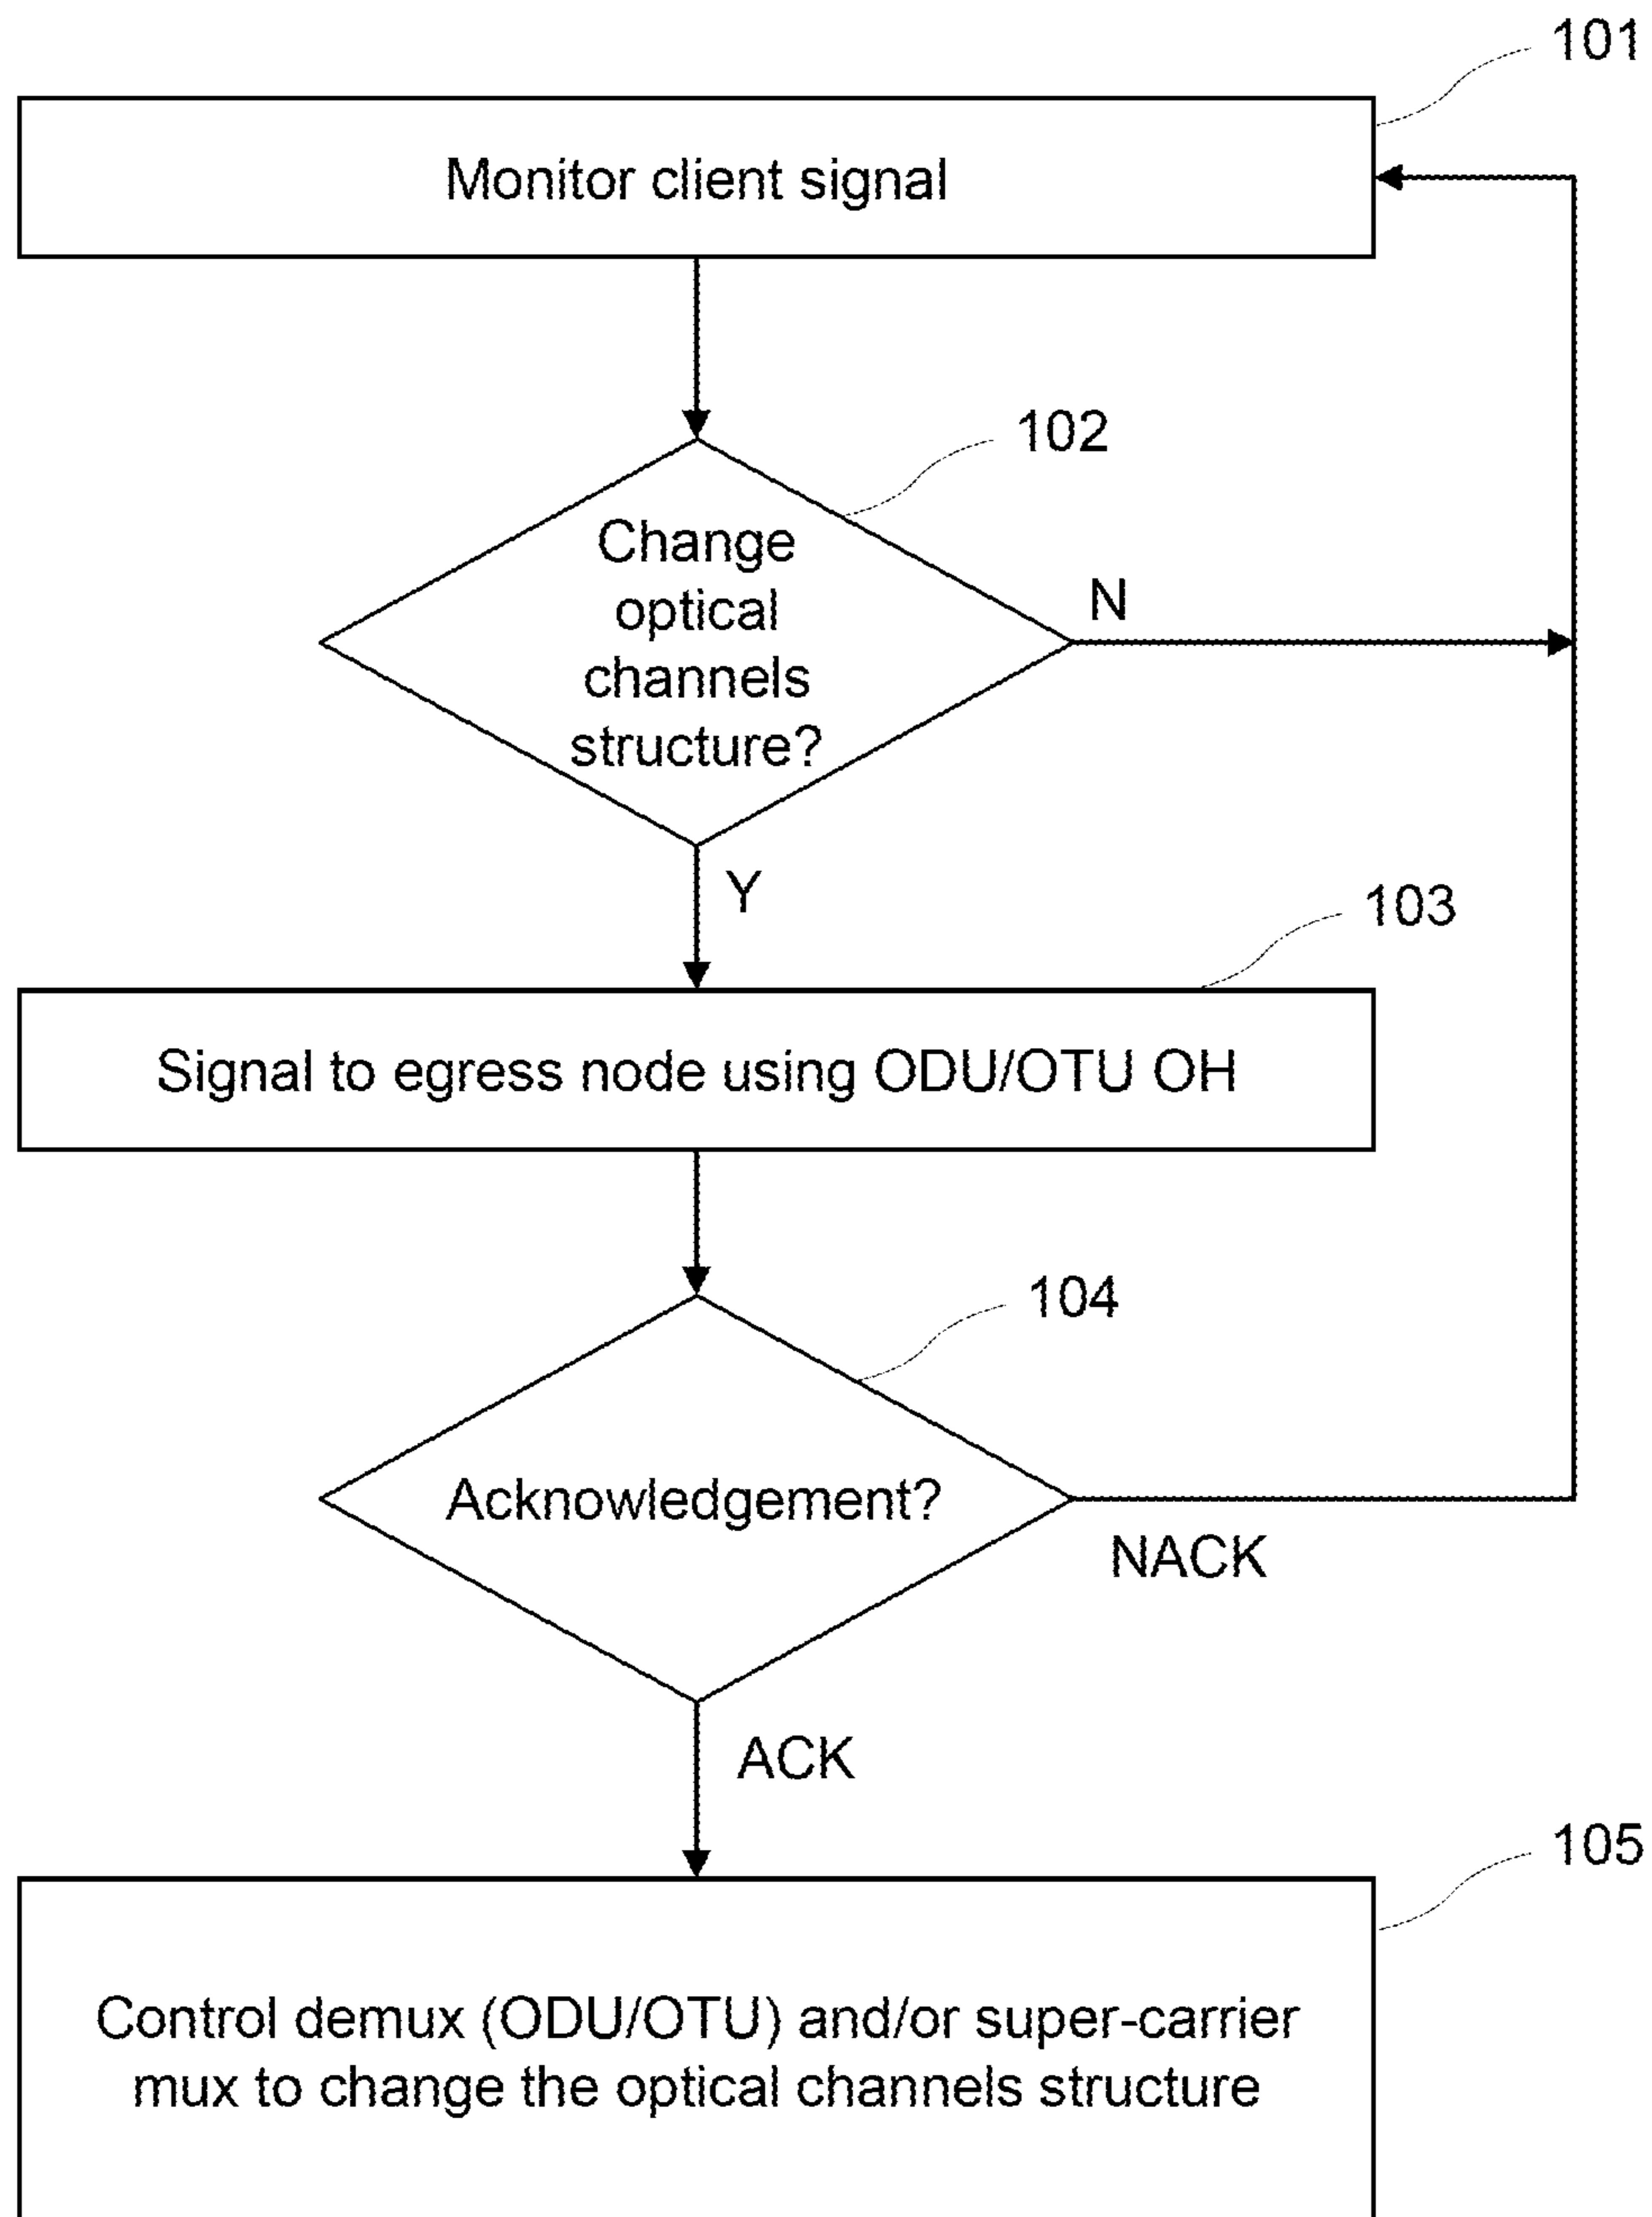 101
Monitor client signal
102
Change
optical
channels
structure?
N
Y
103
Signal to egress node using ODU/OTU OH
104
Acknowledgement?
NACK
ACK
105
Control demux (ODU/OTU) and/or super-carrier
mux to change the optical channels structure